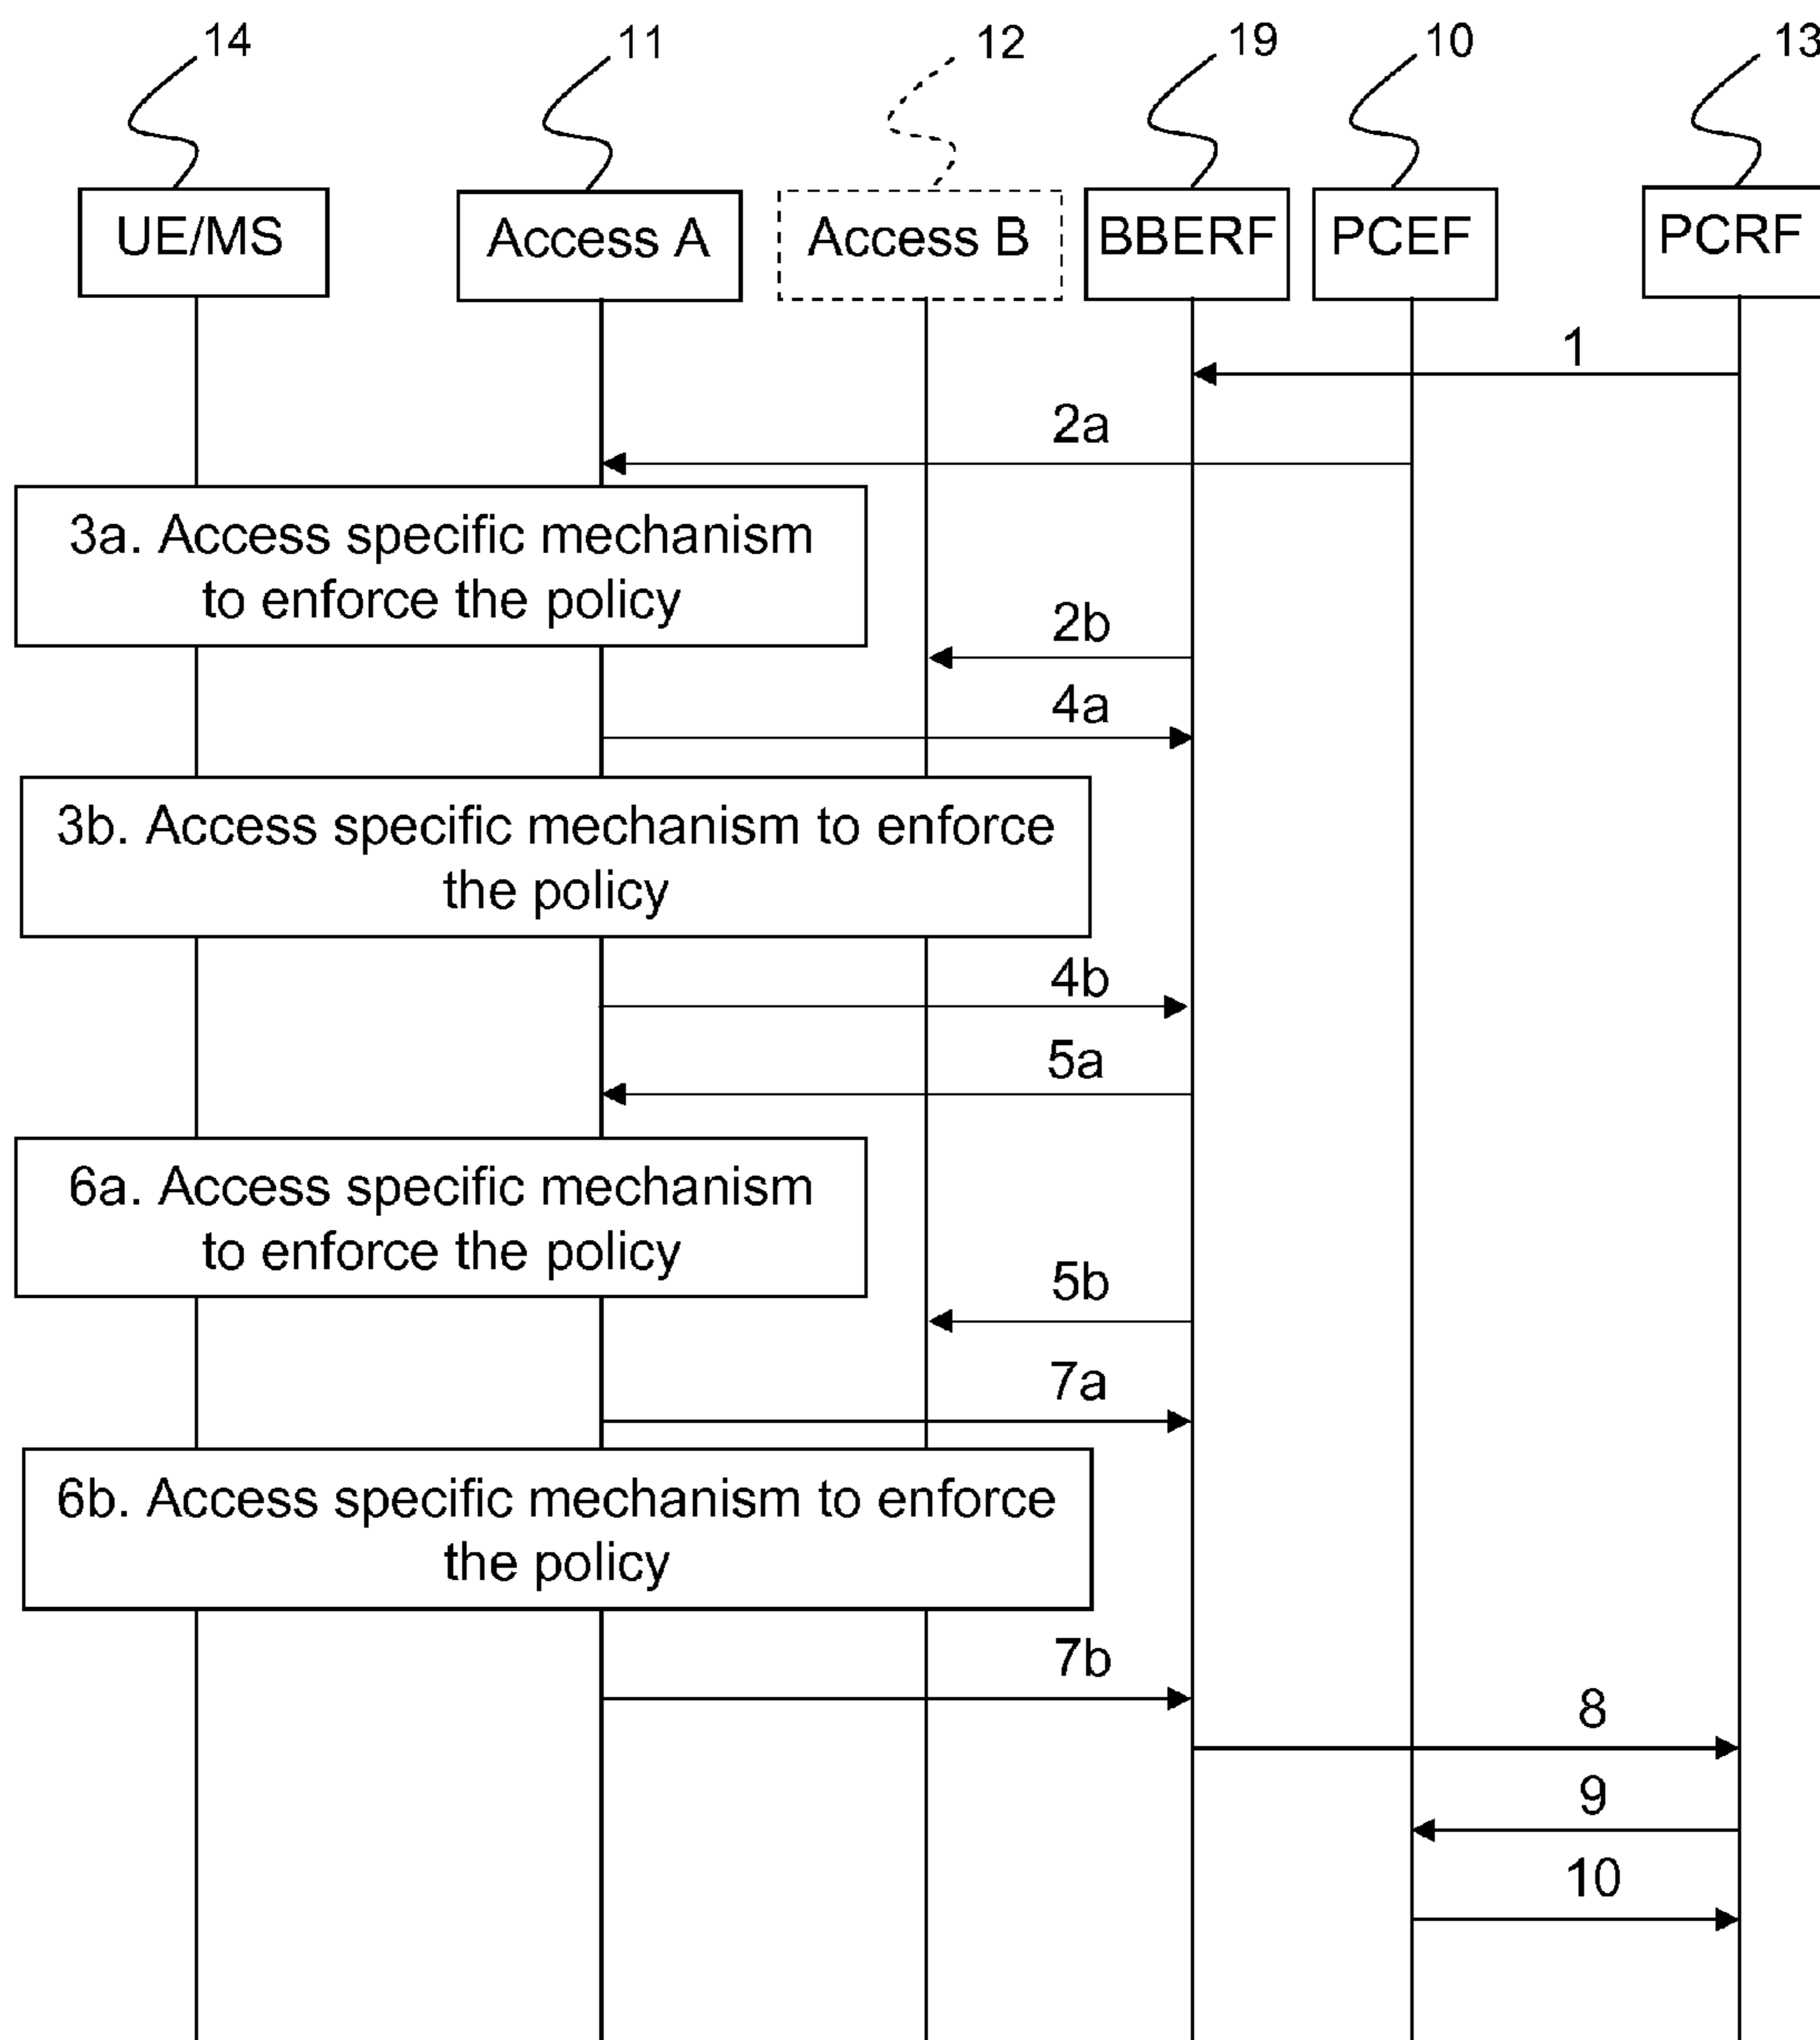 14
11
12
19
10
13
UE/MS
Access A
Access B
BBERF
PCEF
PCRF
1
2a
3a. Access specific mechanism
to enforce the policy
2b
4a
3b. Access specific mechanism to enforce
the policy
4b
5a
6a. Access specific mechanism
to enforce the policy
5b
7a
6b. Access specific mechanism to enforce
the policy
7b
8
9
10